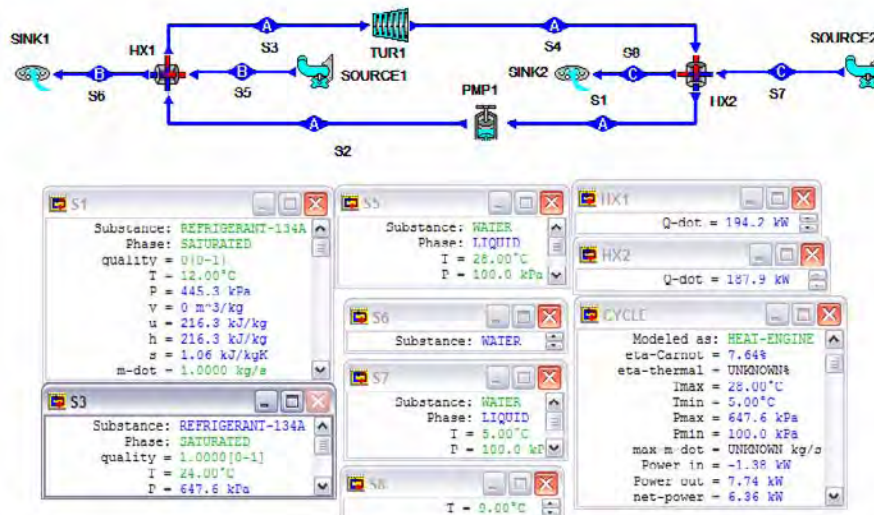 A
A
SINK1
HX1
S3
TUR1
S4
S8
SOURCE2
B
B
SINK2
C
C
S6
S5
SOURCE1
PMP1
S1
HX2
S7
A
A
S2
S1
Substance: REFRIGERANT-134A
Phase: SATURATED
quality = 0[0-1]
T = 12.00°C
P = 445.3 kPa
v = 0 m^3/kg
u = 216.3 kJ/kg
h = 216.3 kJ/kg
s = 1.06 kJ/kgK
m-dot = 1.0000 kg/s
S3
Substance: REFRIGERANT-134A
Phase: SATURATED
quality = 1.0000[0-1]
T = 24.00°C
P = 647.6 kPa
S5
Substance: WATER
Phase: LIQUID
T = 28.00°C
P = 100.0 kPa
S6
Substance: WATER
S7
Substance: WATER
Phase: LIQUID
T = 5.00°C
P = 100.0 kP
S8
T = 9.00°C
HX1
Q-dot = 194.2 kW
HX2
Q-dot = 187.9 kW
CYCLE
Modeled as: HEAT-ENGINE
eta-Carnot = 7.64%
eta-thermal = UNKNOWN%
Tmax = 28.00°C
Tmin = 5.00°C
Pmax = 647.6 kPa
Pmin = 100.0 kPa
max-m-dot = UNKNOWN kg/s
Power in = -1.38 kW
Power out = 7.74 kW
net-power = 6.36 kW